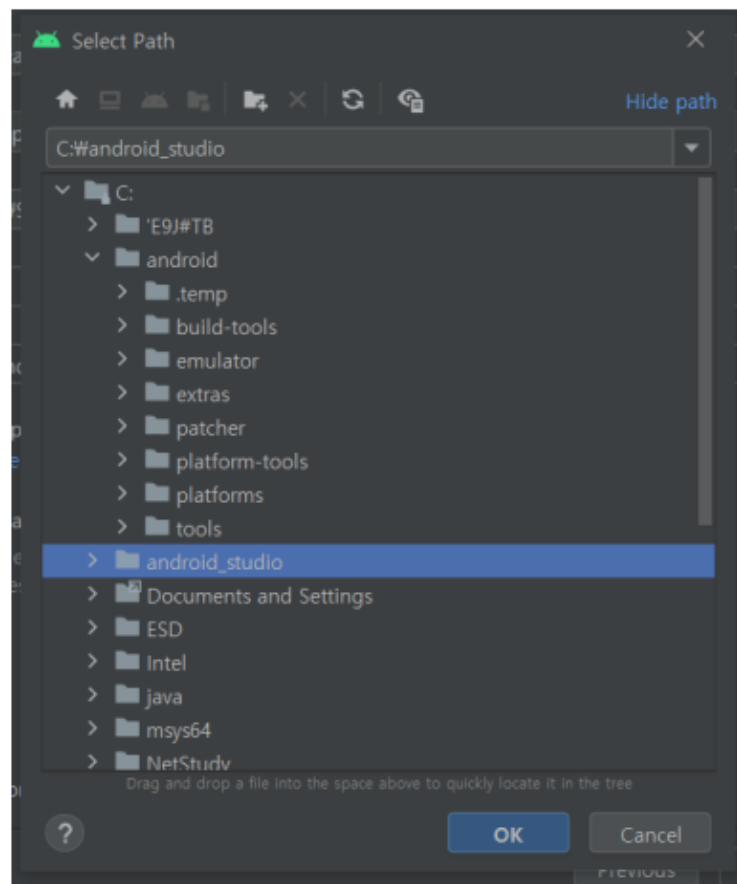 Select Path
Hide path
C:₩android_studio
C:
'E9J#TB
android
.temp
build-tools
emulator
extras
patcher
platform-tools
platforms
tools
android_studio
Documents and Settings
ESD
Intel
java
msys64
NetStudy
Drag and drop a file into the space above to quickly locate it in the tree
?
OK
Cancel
Previous